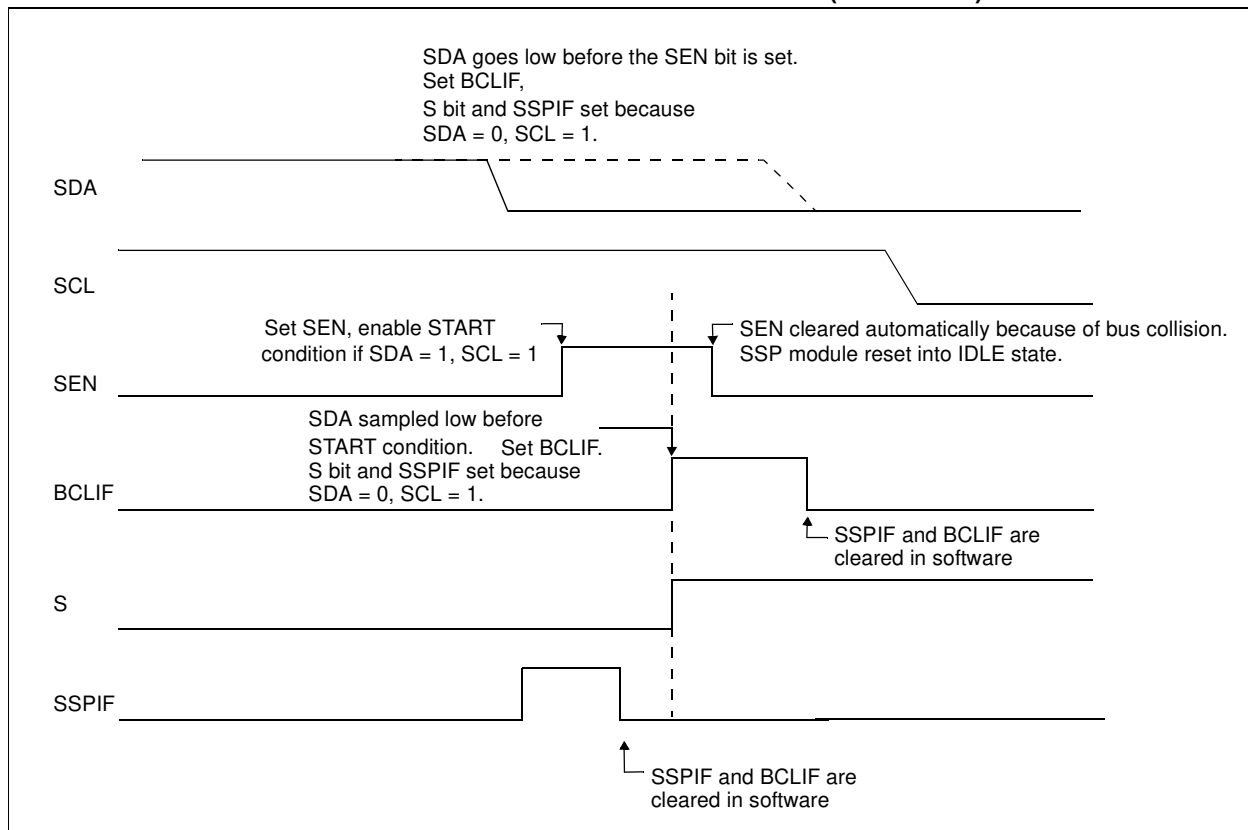 SDA goes low before the SEN bit is set.
Set BCLIF,
S bit and SSPIF set because
SDA = 0, SCL = 1.
SDA
SCL
Set SEN, enable START
condition if SDA = 1, SCL = 1
SEN cleared automatically because of bus collision.
SSP module reset into IDLE state.
SEN
SDA sampled low before
START condition. Set BCLIF.
S bit and SSPIF set because
SDA = 0, SCL = 1.
BCLIF
SSPIF and BCLIF are
cleared in software
S
SSPIF
SSPIF and BCLIF are
cleared in software